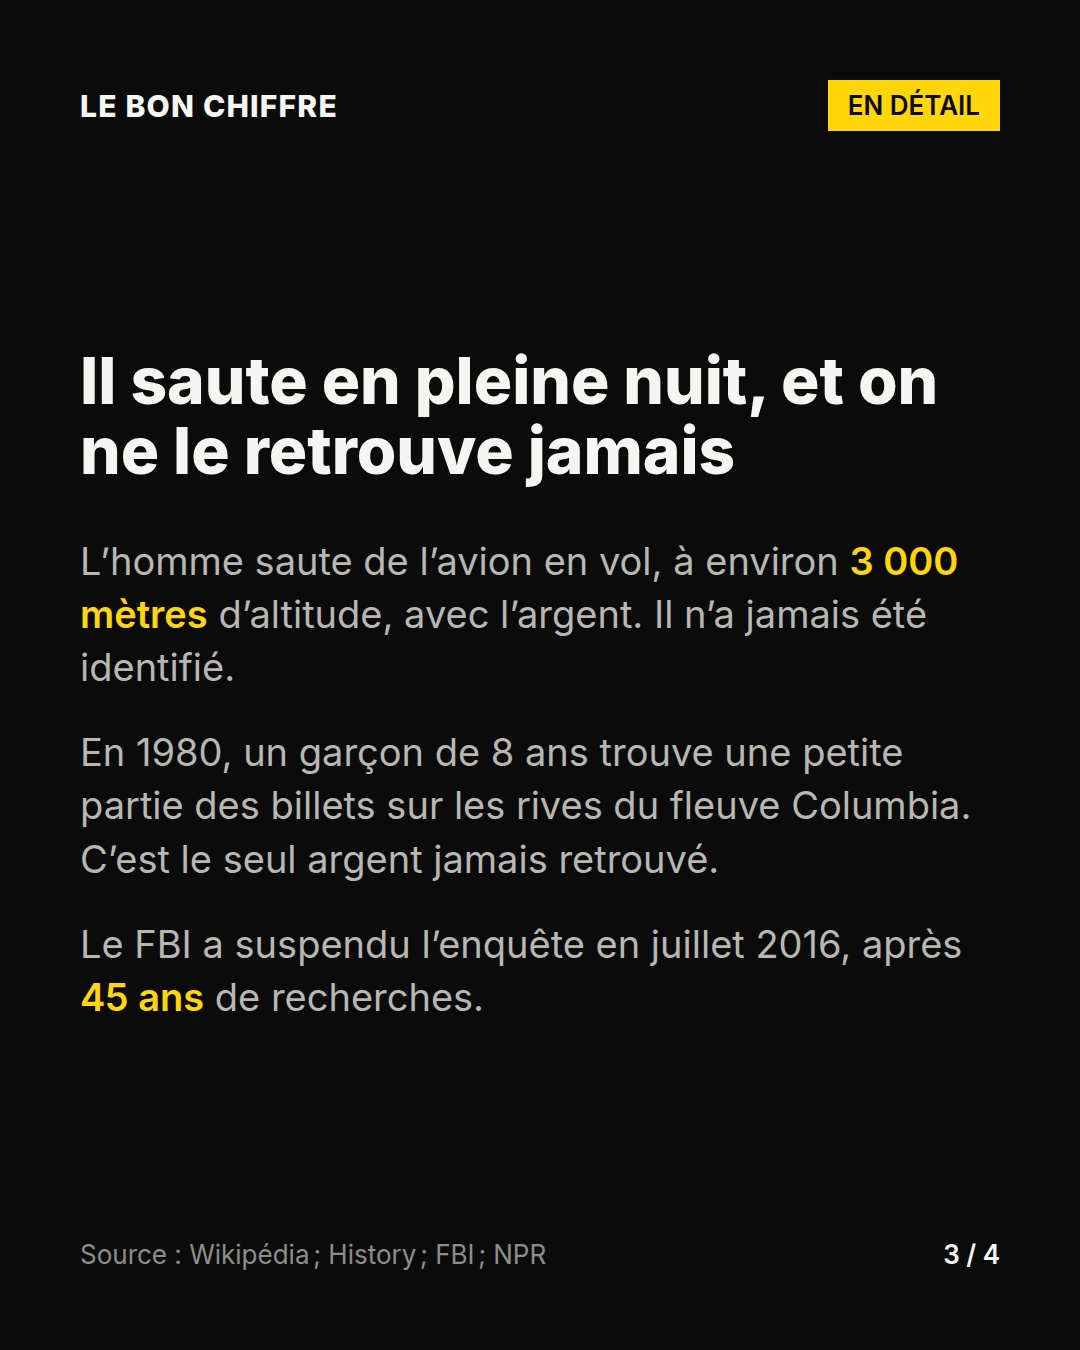 LE BON CHIFFRE
EN DÉTAIL
Il saute en pleine nuit, et on
ne le retrouve jamais
L’homme saute de l’avion en vol, à environ 3 000
mètres d’altitude, avec l’argent. Il n’a jamais été
identifié.
En 1980, un garçon de 8 ans trouve une petite
partie des billets sur les rives du fleuve Columbia.
C’est le seul argent jamais retrouvé.
Le FBI a suspendu l’enquête en juillet 2016, après
45 ans de recherches.
Source : Wikipédia ; History ; FBI ; NPR
3 / 4